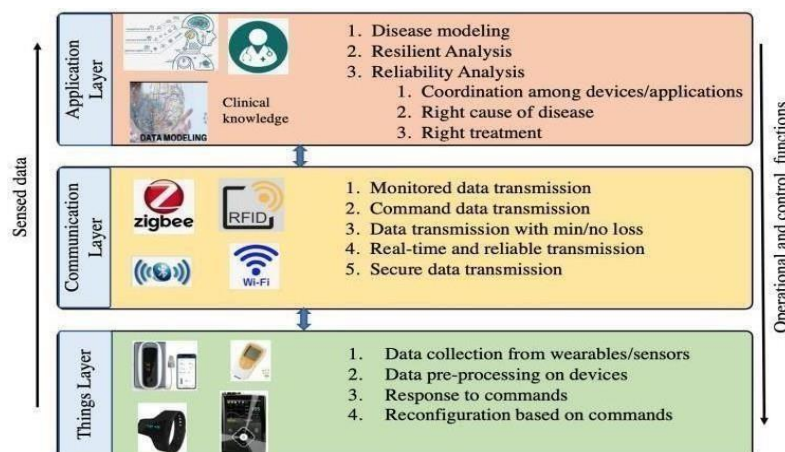 Sensed data
Application
Layer
DATA MODELING
Clinical
knowledge
1. Disease modeling
2. Resilient Analysis
3. Reliability Analysis
1. Coordination among devices/applications
2. Right cause of disease
3. Right treatment
Communication
Layer
zigbee
RFID
Wi-Fi
1. Monitored data transmission
2. Command data transmission
3. Data transmission with min/no loss
4. Real-time and reliable transmission
5. Secure data transmission
Things Layer
1. Data collection from wearables/sensors
2. Data pre-processing on devices
3. Response to commands
4. Reconfiguration based on commands
Operational and control functions